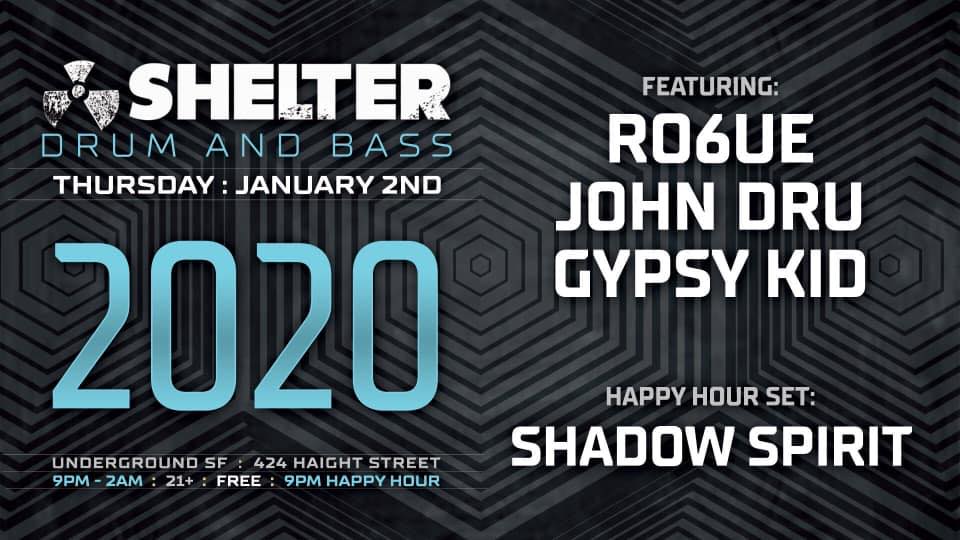 SHELTER
DRUM AND BASS
THURSDAY : JANUARY 2ND
2020
UNDERGROUND SF : 424 HAIGHT STREET
9PM - 2AM : 21+ : FREE : 9PM HAPPY HOUR
FEATURING:
RO6UE
JOHN DRU
GYPSY KID
HAPPY HOUR SET:
SHADOW SPIRIT